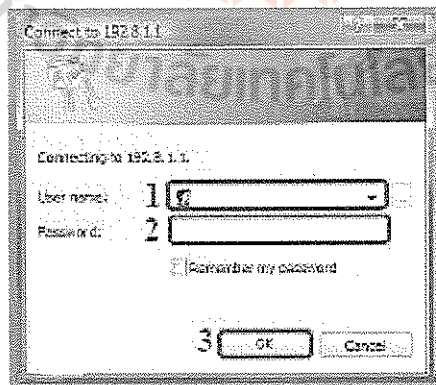 Connect to 192.8.1.1
Connecting to 192.8.1.1.
User name: 1
Password: 2
Remember my password
3 OK Cancel